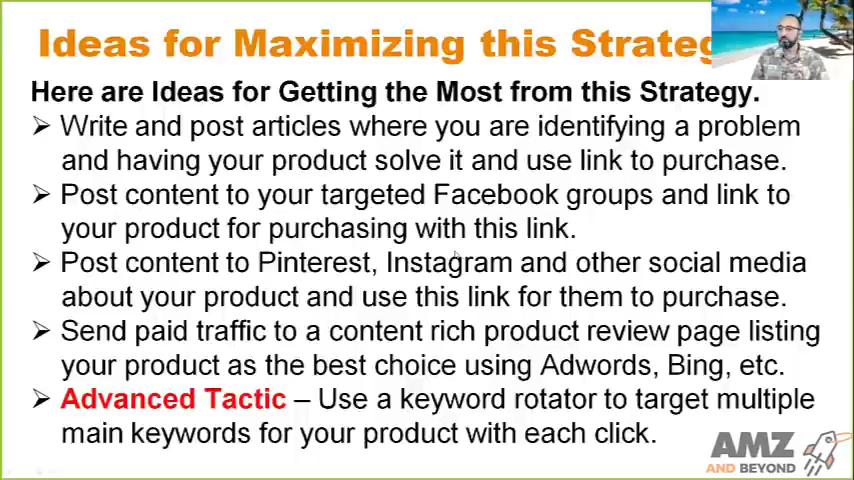 Ideas for Maximizing this Strateg
Here are Ideas for Getting the Most from this Strategy.
➢ Write and post articles where you are identifying a problem
and having your product solve it and use link to purchase.
➢ Post content to your targeted Facebook groups and link to
your product for purchasing with this link.
➢ Post content to Pinterest, Instagram and other social media
about your product and use this link for them to purchase.
➢ Send paid traffic to a content rich product review page listing
your product as the best choice using Adwords, Bing, etc.
➢ Advanced Tactic – Use a keyword rotator to target multiple
main keywords for your product with each click.
AMZ
AND BEYOND